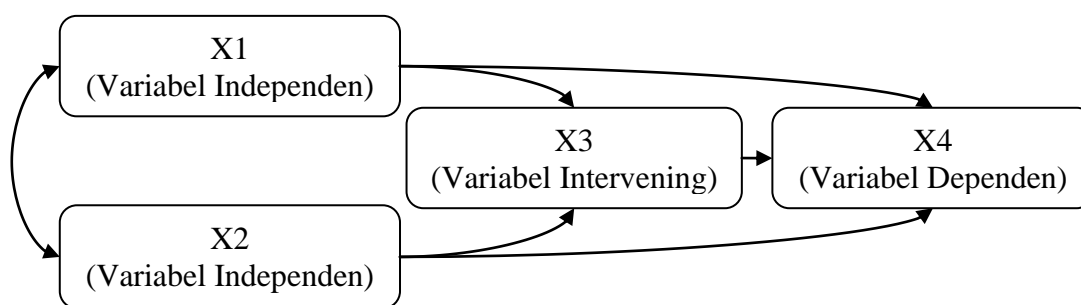 X1
(Variabel Independen)
X3
(Variabel Intervening)
X4
(Variabel Dependen)
X2
(Variabel Independen)